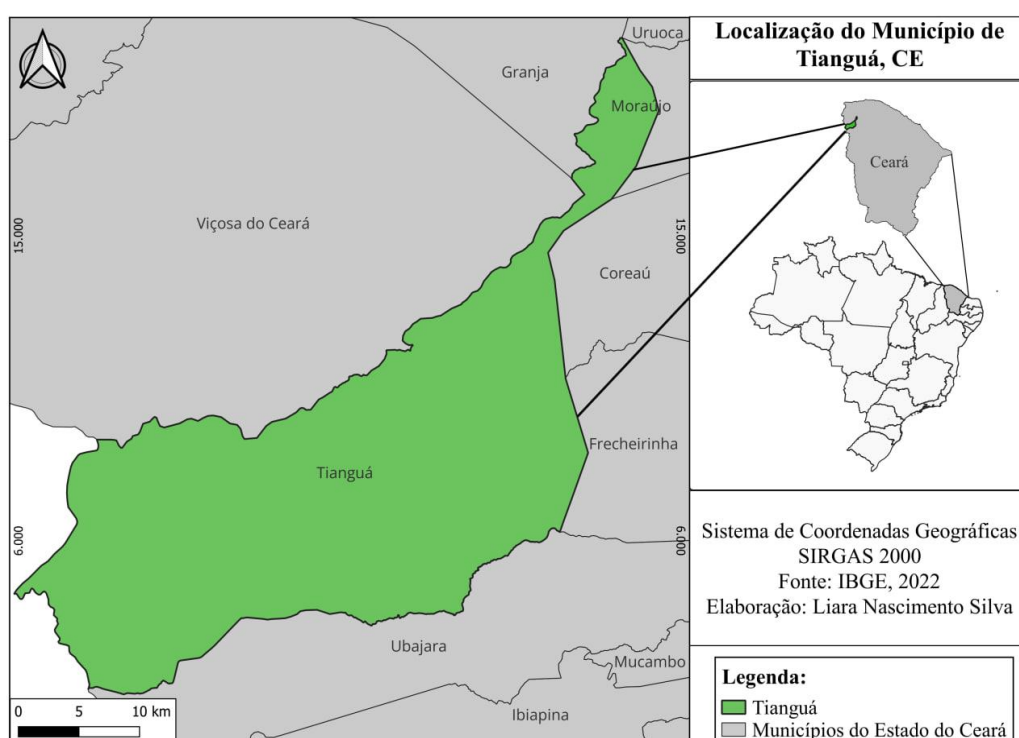 Localização do Município de
Tianguá, CE
Uruoca
Granja
Moraújo
Ceará
Viçosa do Ceará
15.000
15.000
Coreaú
Frecheirinha
Tianguá
6.000
6.000
Sistema de Coordenadas Geográficas
SIRGAS 2000
Fonte: IBGE, 2022
Elaboração: Liara Nascimento Silva
Ubajara
Mucambo
Ibiapina
0 5 10 km
Legenda:
Tianguá
Municípios do Estado do Ceará